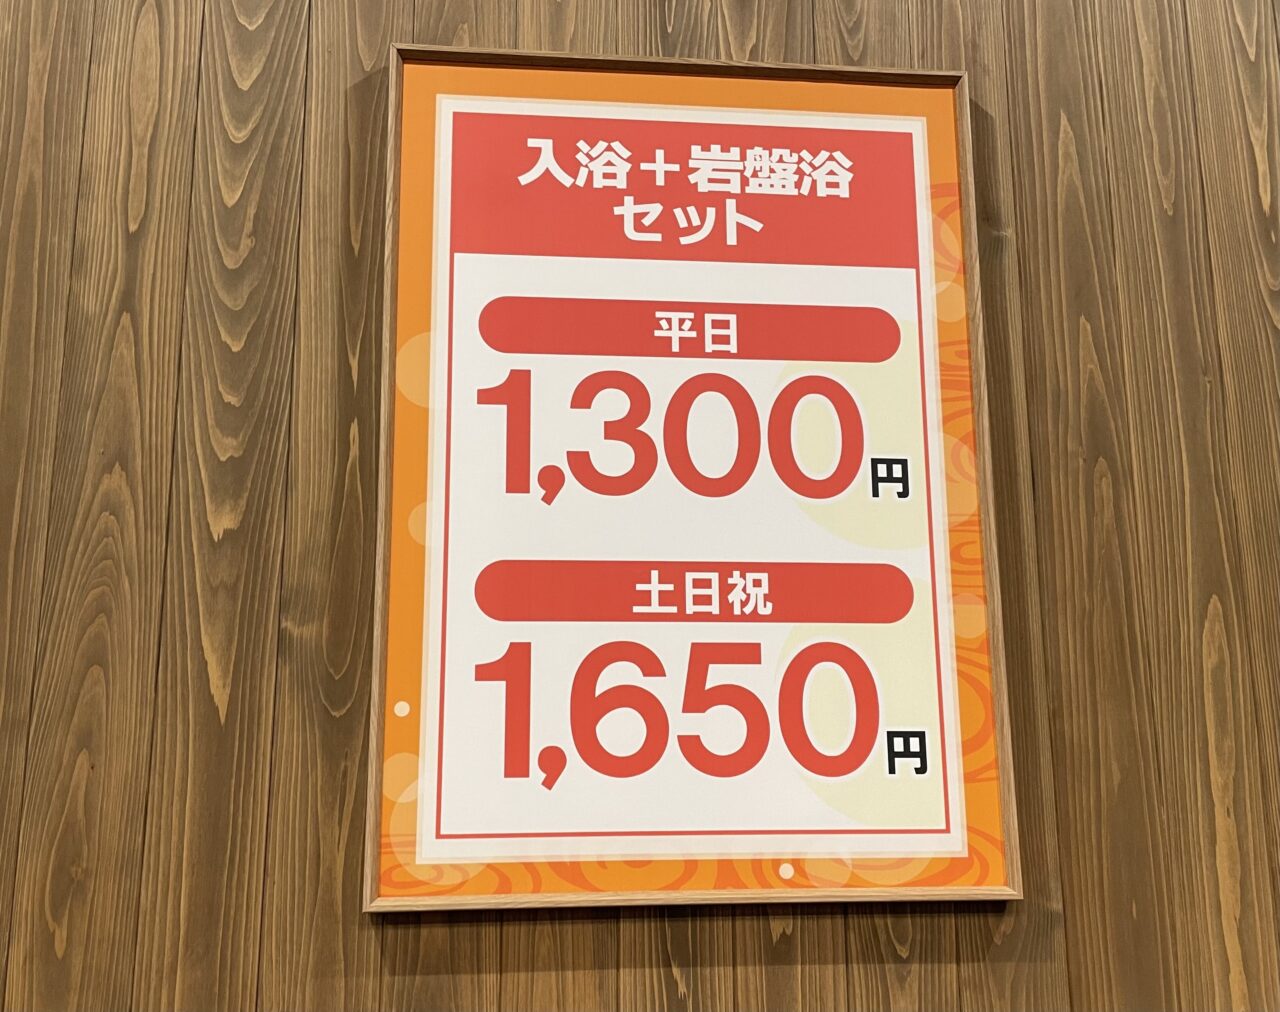 入浴＋岩盤浴
セット
平日
1,300円
土日祝
1,650円